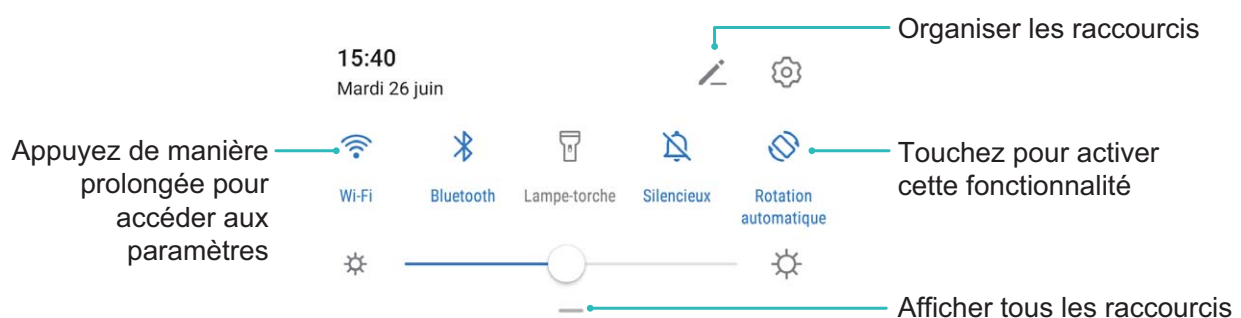 Organiser les raccourcis
15:40
Mardi 26 juin
Appuyez de manière
prolongée pour
accéder aux
paramètres
Touchez pour activer
cette fonctionnalité
Wi-Fi
Bluetooth
Lampe-torche
Silencieux
Rotation
automatique
Afficher tous les raccourcis